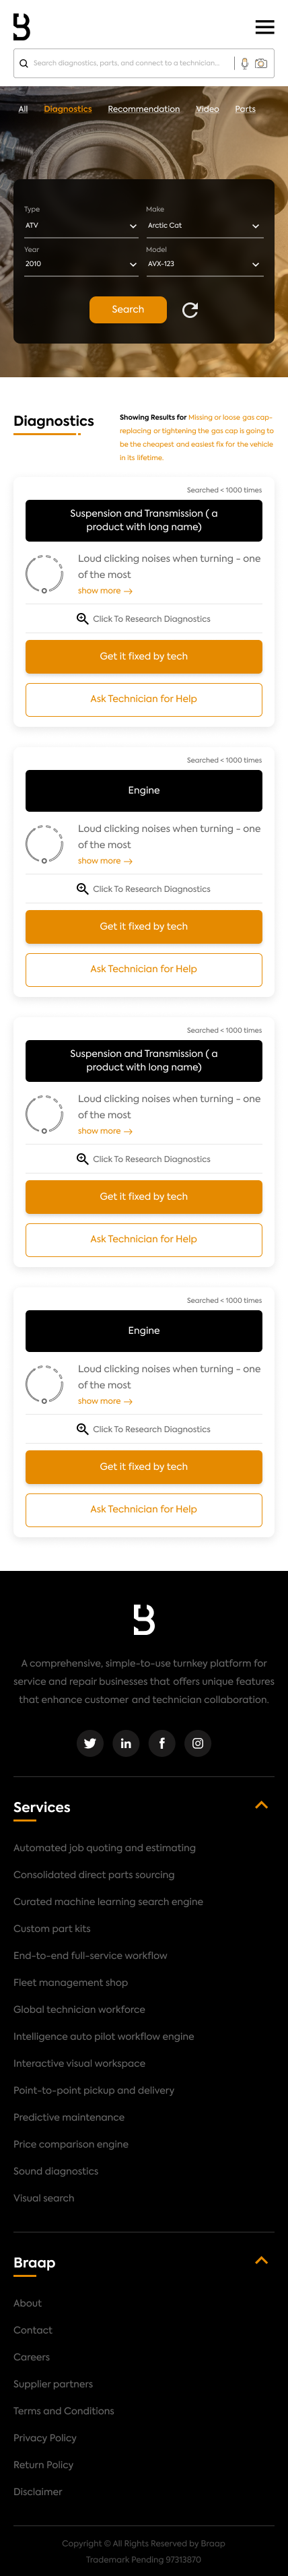 Search diagnostics, parts, and connect to a technician...
All Diagnostics Recommendation Video Parts
Type Make
ATV Arctic Cat
Year Model
2010 AVX-123
Search
Diagnostics
Showing Results for Missing or loose gas cap-
replacing or tightening the gas cap is going to
be the cheapest and easiest fix for the vehicle
in its lifetime.
Searched < 1000 times
Suspension and Transmission ( a
product with long name)
Loud clicking noises when turning - one
of the most
show more
Click To Research Diagnostics
Get it fixed by tech
Ask Technician for Help
Searched < 1000 times
Engine
Loud clicking noises when turning - one
of the most
show more
Click To Research Diagnostics
Get it fixed by tech
Ask Technician for Help
Searched < 1000 times
Suspension and Transmission ( a
product with long name)
Loud clicking noises when turning - one
of the most
show more
Click To Research Diagnostics
Get it fixed by tech
Ask Technician for Help
Searched < 1000 times
Engine
Loud clicking noises when turning - one
of the most
show more
Click To Research Diagnostics
Get it fixed by tech
Ask Technician for Help
A comprehensive, simple-to-use turnkey platform for
service and repair businesses that offers unique features
that enhance customer and technician collaboration.
Services
Automated job quoting and estimating
Consolidated direct parts sourcing
Curated machine learning search engine
Custom part kits
End-to-end full-service workflow
Fleet management shop
Global technician workforce
Intelligence auto pilot workflow engine
Interactive visual workspace
Point-to-point pickup and delivery
Predictive maintenance
Price comparison engine
Sound diagnostics
Visual search
Braap
About
Contact
Careers
Supplier partners
Terms and Conditions
Privacy Policy
Return Policy
Disclaimer
Copyright © All Rights Reserved by Braap
Trademark Pending 97313870